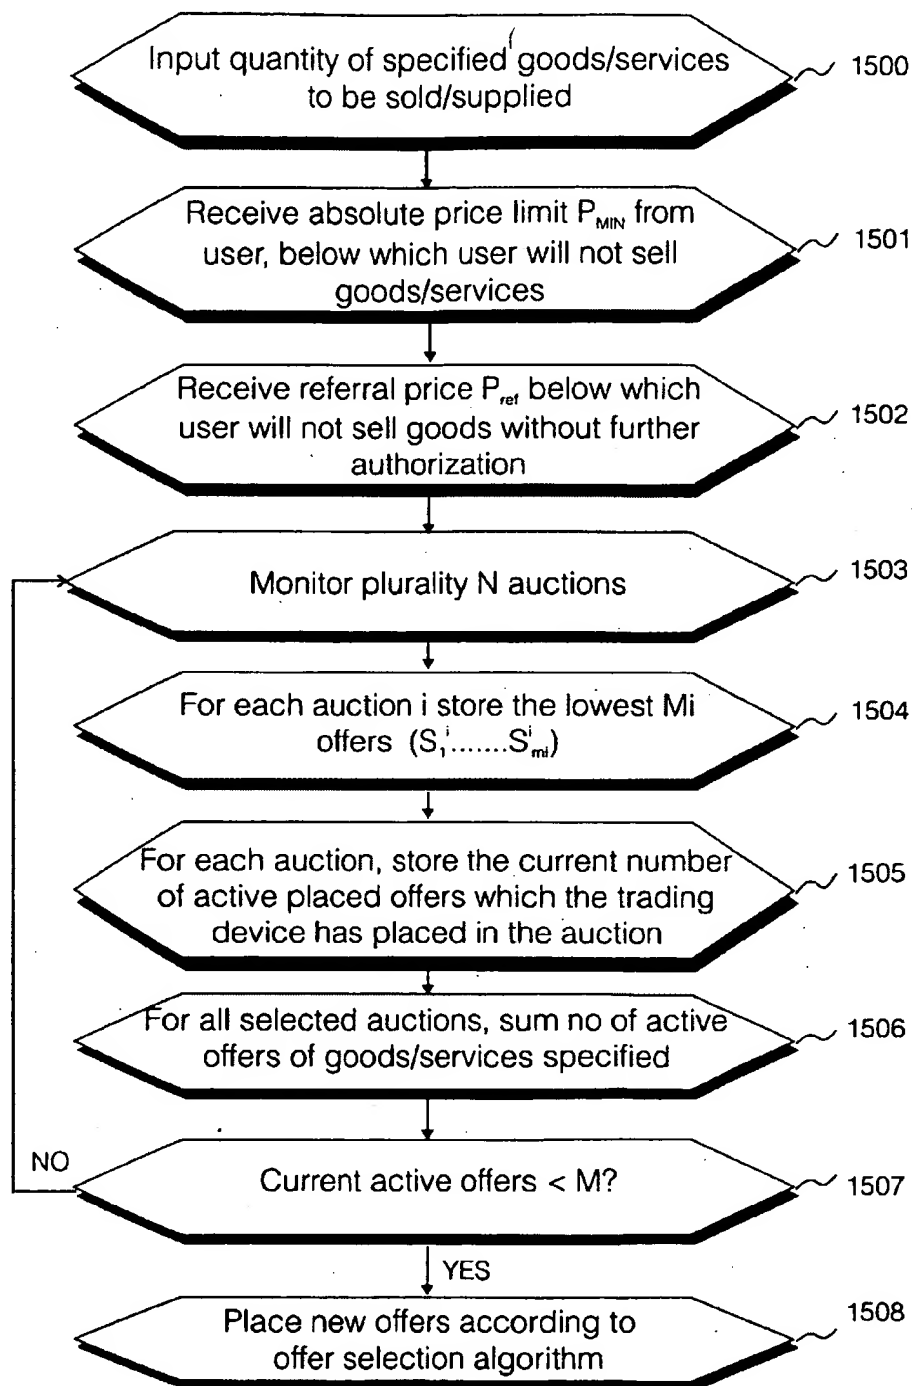 Input quantity of specified goods/services
to be sold/supplied
1500
Receive absolute price limit P_MIN from
user, below which user will not sell
goods/services
1501
Receive referral price P_ref below which
user will not sell goods without further
authorization
1502
Monitor plurality N auctions
1503
For each auction i store the lowest Mi
offers (S_1^i.......S_mi^i)
1504
For each auction, store the current number
of active placed offers which the trading
device has placed in the auction
1505
For all selected auctions, sum no of active
offers of goods/services specified
1506
Current active offers < M?
1507
NO
YES
Place new offers according to
offer selection algorithm
1508